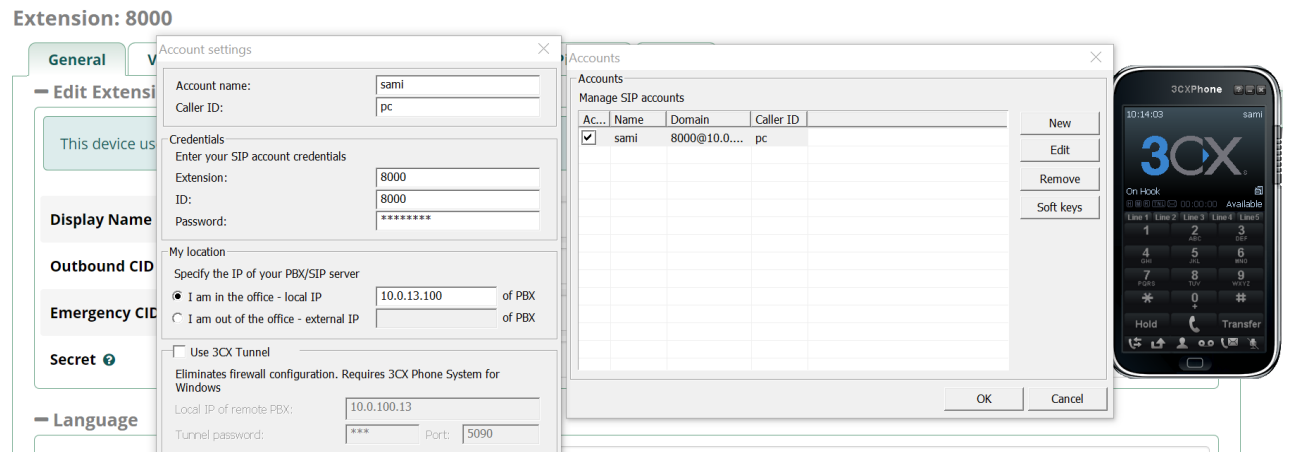 Extension: 8000
General
V
Edit Extensi
This device us
Display Name
Outbound CID
Emergency CID
Secret
Language
Account settings
Account name: sami
Caller ID: pc
Credentials
Enter your SIP account credentials
Extension: 8000
ID: 8000
Password: ********
My location
Specify the IP of your PBX/SIP server
I am in the office - local IP 10.0.13.100 of PBX
I am out of the office - external IP of PBX
Use 3CX Tunnel
Eliminates firewall configuration. Requires 3CX Phone System for
Windows
Local IP of remote PBX: 10.0.100.13
Tunnel password: *** Port: 5090
Accounts
Accounts
Manage SIP accounts
Ac... Name Domain Caller ID
sami 8000@10.0.... pc
New
Edit
Remove
Soft keys
OK Cancel
3CXPhone
10:14:03 sami
3CX
On Hook
00:00:00 Available
Line 1 Line 2 Line 3 Line 4 Line5
1 2 3
ABC DEF
4 5 6
GHI JKL MNO
7 8 9
PQRS TUV WXYZ
* 0 #
+
Hold Transfer